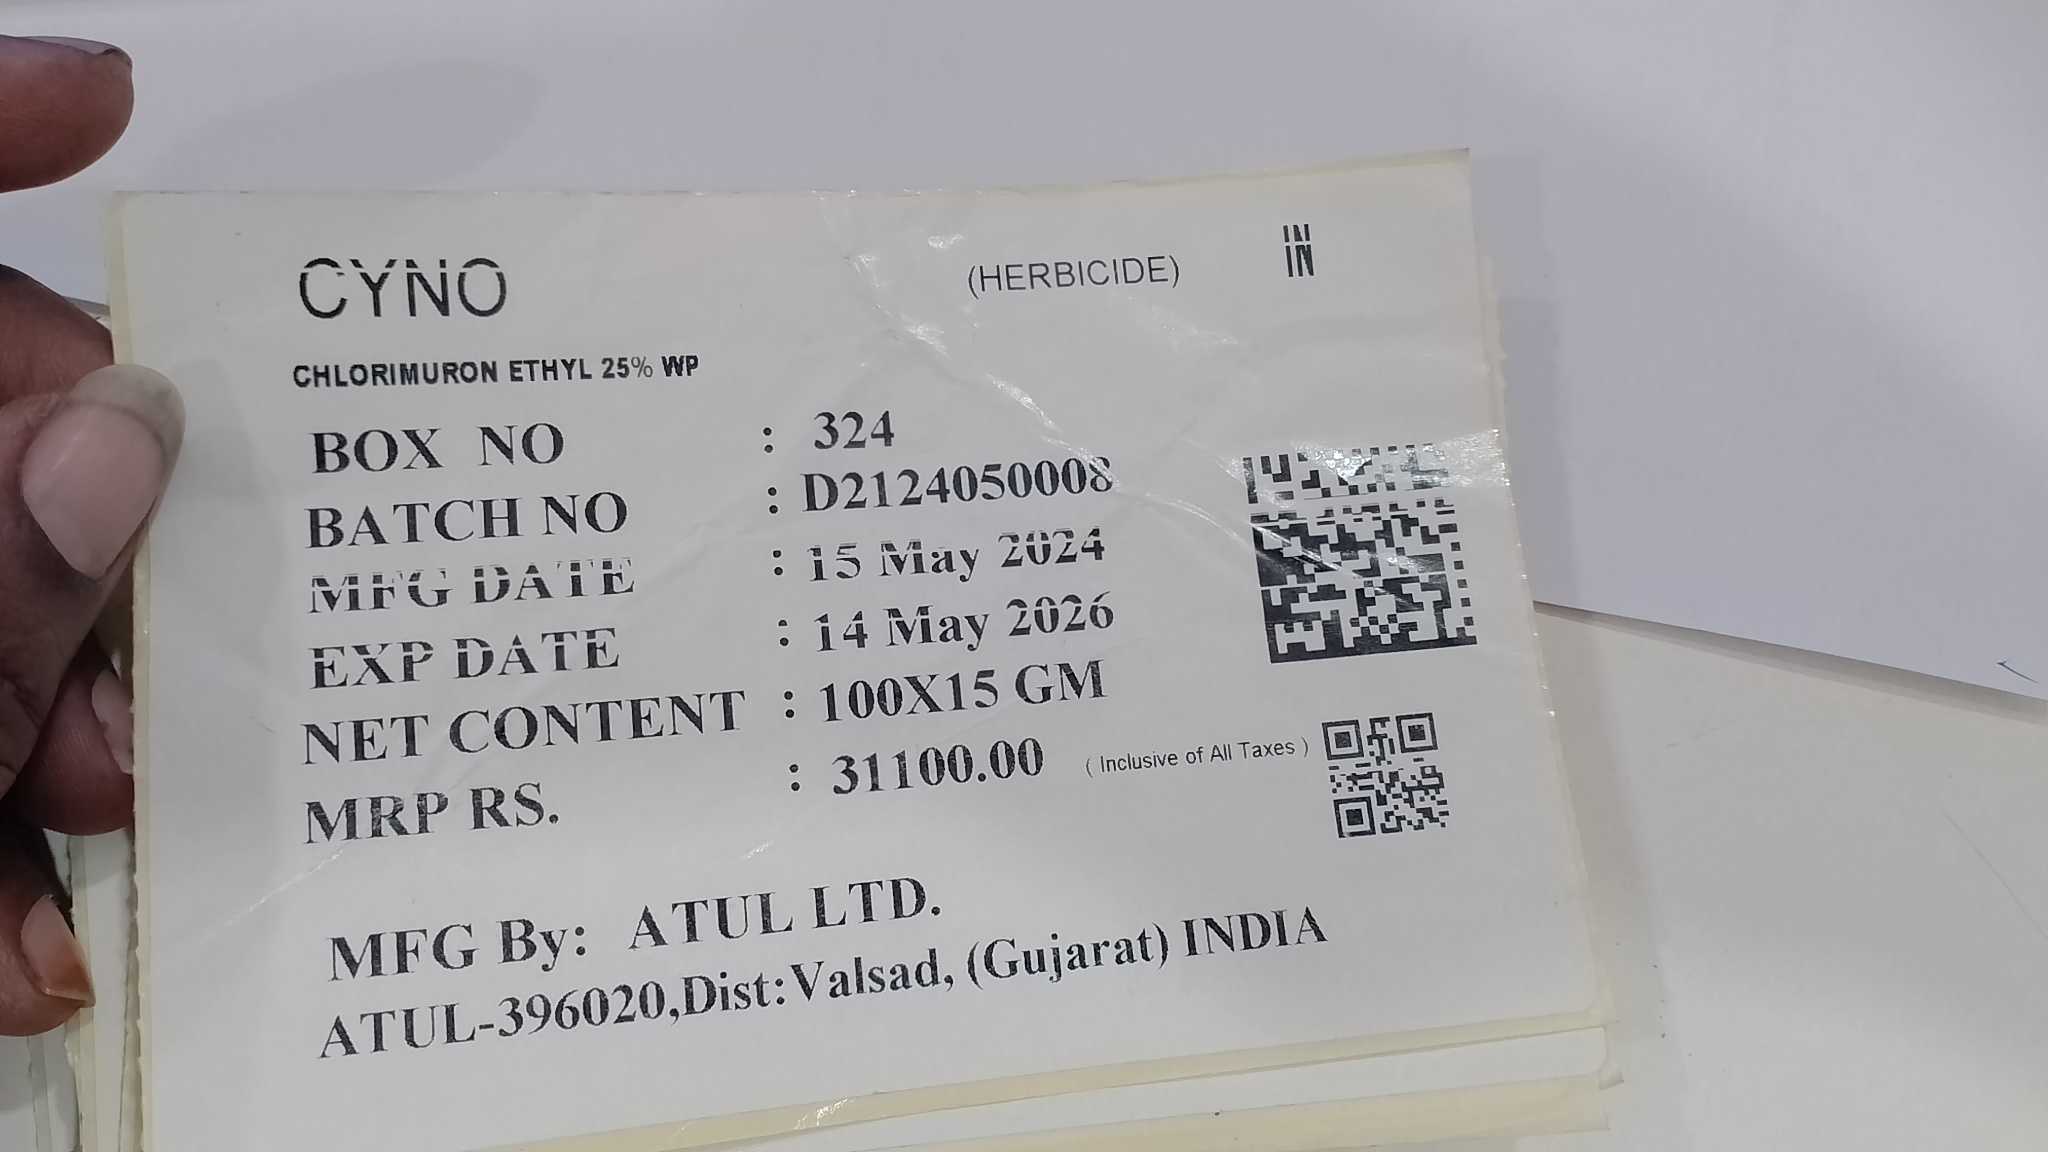 CYNO (HERBICIDE) IN
CHLORIMURON ETHYL 25% WP
BOX NO : 324
BATCH NO : D2124050008
MFG DATE : 15 May 2024
EXP DATE : 14 May 2026
NET CONTENT : 100X15 GM
MRP RS. : 31100.00 ( Inclusive of All Taxes )
MFG By: ATUL LTD.
ATUL-396020,Dist:Valsad, (Gujarat) INDIA